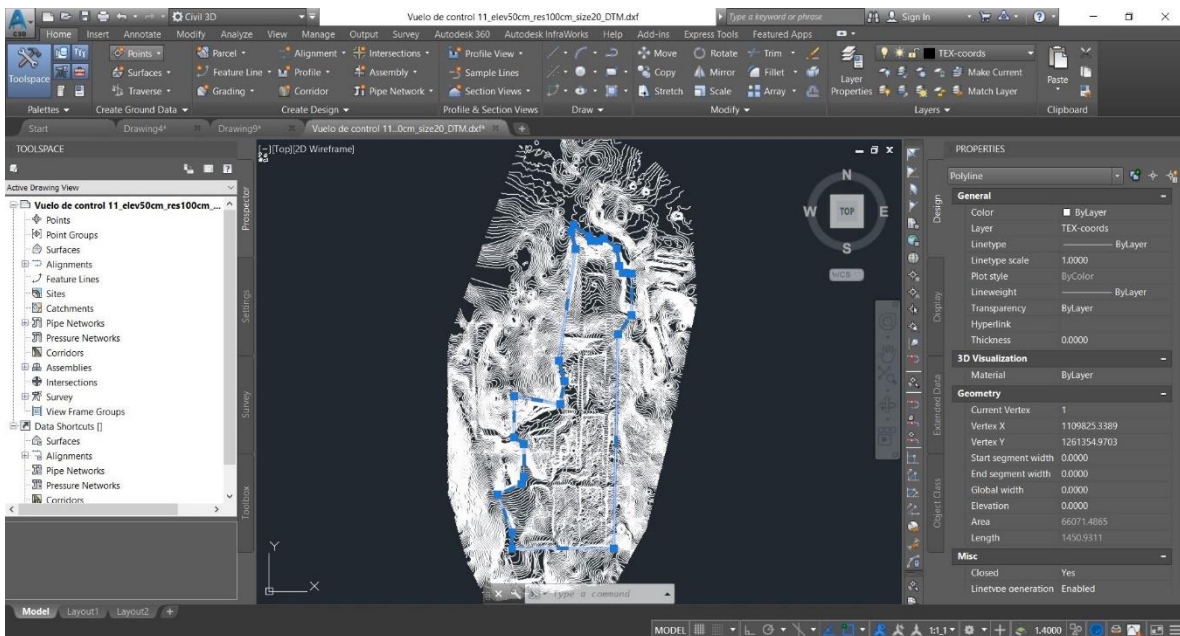 Civil 3D
Vuelo de control 11_elev50cm_res100cm_size20_DTM.dxf
Type a keyword or phrase
Sign In
C3D
Home Insert Annotate Modify Analyze View Manage Output Survey Autodesk 360 Autodesk InfraWorks Help Add-ins Express Tools Featured Apps
Toolspace
Points
Surfaces
Traverse
Parcel
Feature Line
Grading
Alignment
Profile
Corridor
Intersections
Assembly
Pipe Network
Profile View
Sample Lines
Section Views
Move
Copy
Stretch
Rotate
Mirror
Scale
Trim
Fillet
Array
Layer
Properties
TEX-coords
Make Current
Match Layer
Paste
Palettes Create Ground Data Create Design Profile & Section Views Draw Modify Layers Clipboard
Start Drawing4* Drawing9* Vuelo de control 11...0cm_size20_DTM.dxf*
TOOLSPACE
Active Drawing View
Vuelo de control 11_elev50cm_res100cm_...
Points
Point Groups
Surfaces
Alignments
Feature Lines
Sites
Catchments
Pipe Networks
Pressure Networks
Corridors
Assemblies
Intersections
Survey
View Frame Groups
Data Shortcuts []
Surfaces
Alignments
Pipe Networks
Pressure Networks
Corridors
Prospector
Settings
Survey
Toolbox
[-][Top][2D Wireframe]
N
W TOP E
S
WCS
Y
X
Type a command
Design
Display
Extended Data
Object Class
PROPERTIES
Polyline
General
Color ByLayer
Layer TEX-coords
Linetype ByLayer
Linetype scale 1.0000
Plot style ByColor
Lineweight ByLayer
Transparency ByLayer
Hyperlink
Thickness 0.0000
3D Visualization
Material ByLayer
Geometry
Current Vertex 1
Vertex X 1109825.3389
Vertex Y 1261354.9703
Start segment width 0.0000
End segment width 0.0000
Global width 0.0000
Elevation 0.0000
Area 66071.4865
Length 1450.9311
Misc
Closed Yes
Linetype generation Enabled
Model Layout1 Layout2
MODEL 1:1_1 1.4000